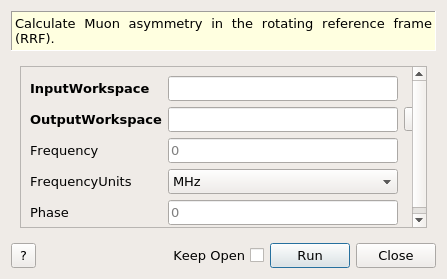 Calculate Muon asymmetry in the rotating reference frame
(RRF).
InputWorkspace
OutputWorkspace
Frequency 0
FrequencyUnits MHz
Phase 0
? Keep Open Run Close